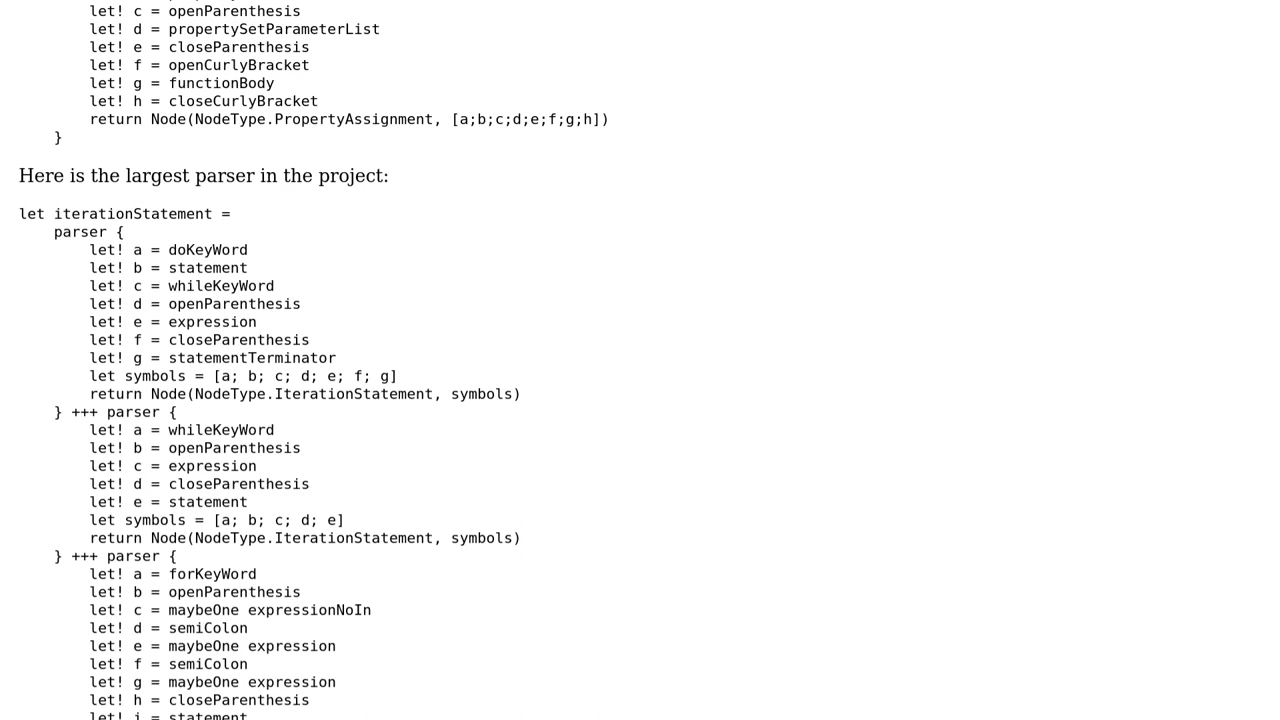 let! c = openParenthesis
let! d = propertySetParameterList
let! e = closeParenthesis
let! f = openCurlyBracket
let! g = functionBody
let! h = closeCurlyBracket
return Node(NodeType.PropertyAssignment, [a;b;c;d;e;f;g;h])
}
Here is the largest parser in the project:
let iterationStatement =
parser {
let! a = doKeyWord
let! b = statement
let! c = whileKeyWord
let! d = openParenthesis
let! e = expression
let! f = closeParenthesis
let! g = statementTerminator
let symbols = [a; b; c; d; e; f; g]
return Node(NodeType.IterationStatement, symbols)
} +++ parser {
let! a = whileKeyWord
let! b = openParenthesis
let! c = expression
let! d = closeParenthesis
let! e = statement
let symbols = [a; b; c; d; e]
return Node(NodeType.IterationStatement, symbols)
} +++ parser {
let! a = forKeyWord
let! b = openParenthesis
let! c = maybeOne expressionNoIn
let! d = semiColon
let! e = maybeOne expression
let! f = semiColon
let! g = maybeOne expression
let! h = closeParenthesis
let! i = statement